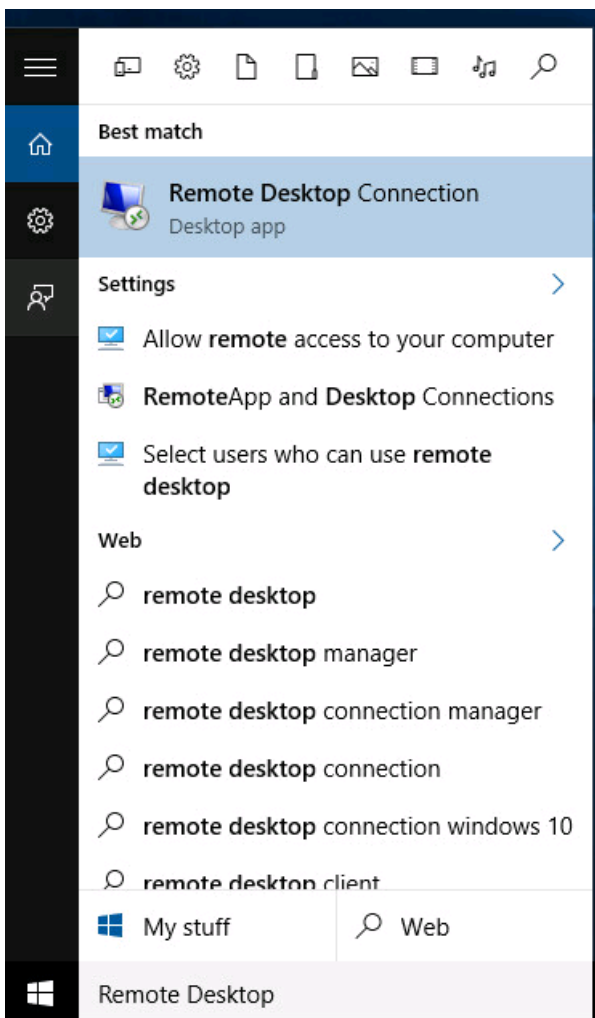 Best match
Remote Desktop Connection
Desktop app
Settings
Allow remote access to your computer
RemoteApp and Desktop Connections
Select users who can use remote
desktop
Web
remote desktop
remote desktop manager
remote desktop connection manager
remote desktop connection
remote desktop connection windows 10
remote desktop client
My stuff
Web
Remote Desktop